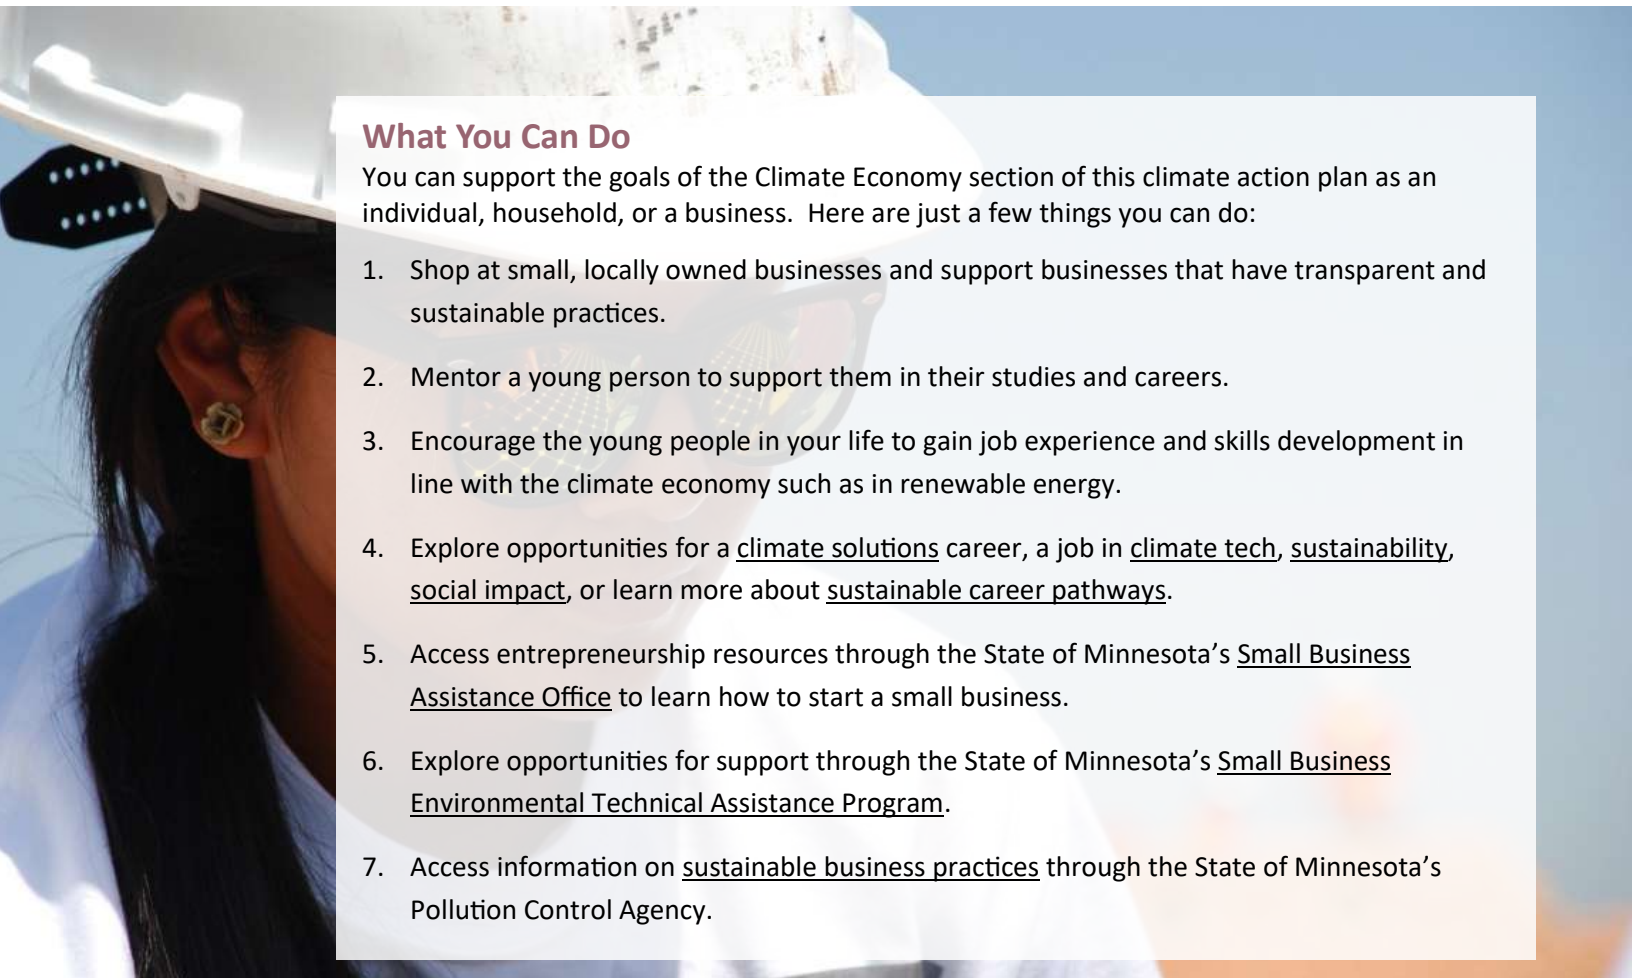 What You Can Do
You can support the goals of the Climate Economy section of this climate action plan as an
individual, household, or a business.  Here are just a few things you can do:
1. Shop at small, locally owned businesses and support businesses that have transparent and
sustainable practices.
2. Mentor a young person to support them in their studies and careers.
3. Encourage the young people in your life to gain job experience and skills development in
line with the climate economy such as in renewable energy.
4. Explore opportunities for a climate solutions career, a job in climate tech, sustainability,
social impact, or learn more about sustainable career pathways.
5. Access entrepreneurship resources through the State of Minnesota’s Small Business
Assistance Office to learn how to start a small business.
6. Explore opportunities for support through the State of Minnesota’s Small Business
Environmental Technical Assistance Program.
7. Access information on sustainable business practices through the State of Minnesota’s
Pollution Control Agency.